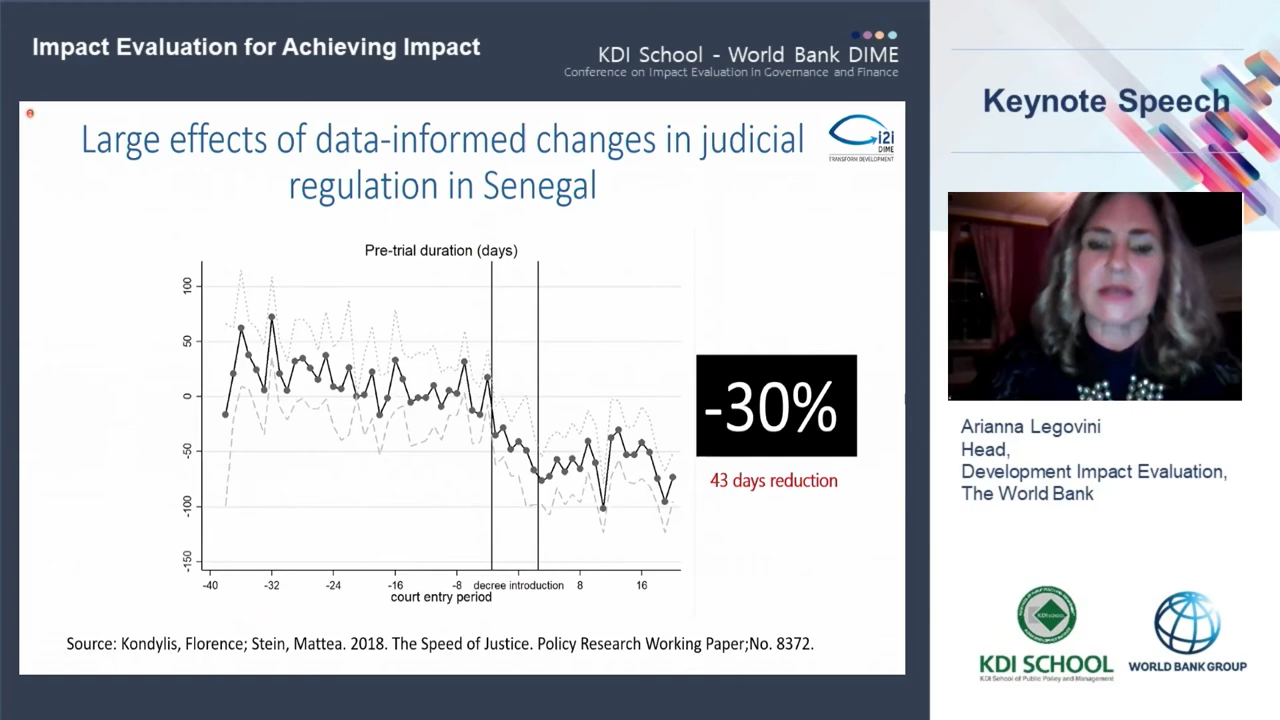 Impact Evaluation for Achieving Impact
KDI School - World Bank DIME
Conference on Impact Evaluation in Governance and Finance
Keynote Speech
Large effects of data-informed changes in judicial
regulation in Senegal
i2i
DIME
TRANSFORM DEVELOPMENT
Pre-trial duration (days)
100
50
0
-50
-100
-150
-40
-32
-24
-16
-8
decree introduction
8
16
court entry period
-30%
43 days reduction
Source: Kondylis, Florence; Stein, Mattea. 2018. The Speed of Justice. Policy Research Working Paper;No. 8372.
Arianna Legovini
Head,
Development Impact Evaluation,
The World Bank
KDI SCHOOL
KDI School of Public Policy and Management
WORLD BANK GROUP